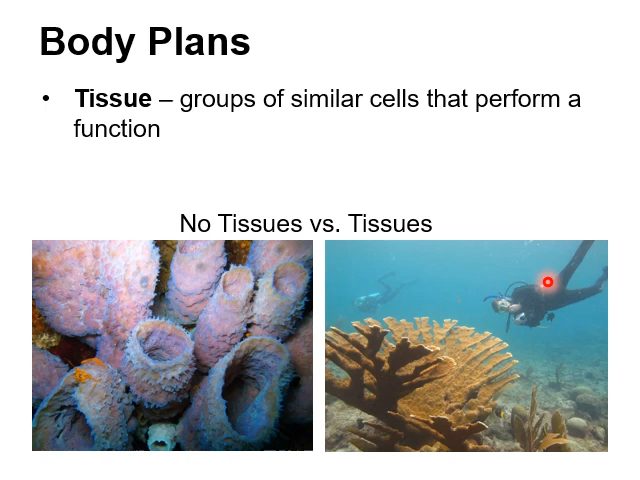 Body Plans
• Tissue – groups of similar cells that perform a
function
No Tissues vs. Tissues